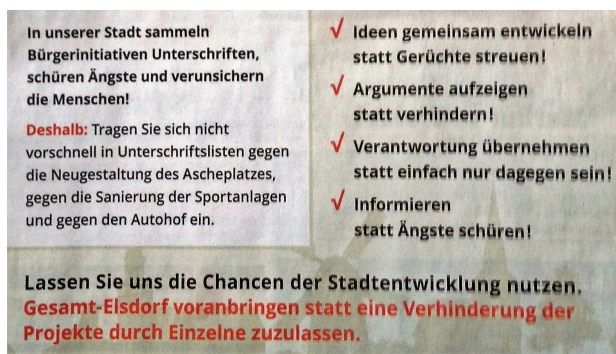 In unserer Stadt sammeln
Bürgerinitiativen Unterschriften,
schüren Ängste und verunsichern
die Menschen!
Deshalb: Tragen Sie sich nicht
vorschnell in Unterschriftslisten gegen
die Neugestaltung des Ascheplatzes,
gegen die Sanierung der Sportanlagen
und gegen den Autohof ein.
√ Ideen gemeinsam entwickeln
statt Gerüchte streuen!
√ Argumente aufzeigen
statt verhindern!
√ Verantwortung übernehmen
statt einfach nur dagegen sein!
√ Informieren
statt Ängste schüren!
Lassen Sie uns die Chancen der Stadtentwicklung nutzen.
Gesamt-Elsdorf voranbringen statt eine Verhinderung der
Projekte durch Einzelne zuzulassen.